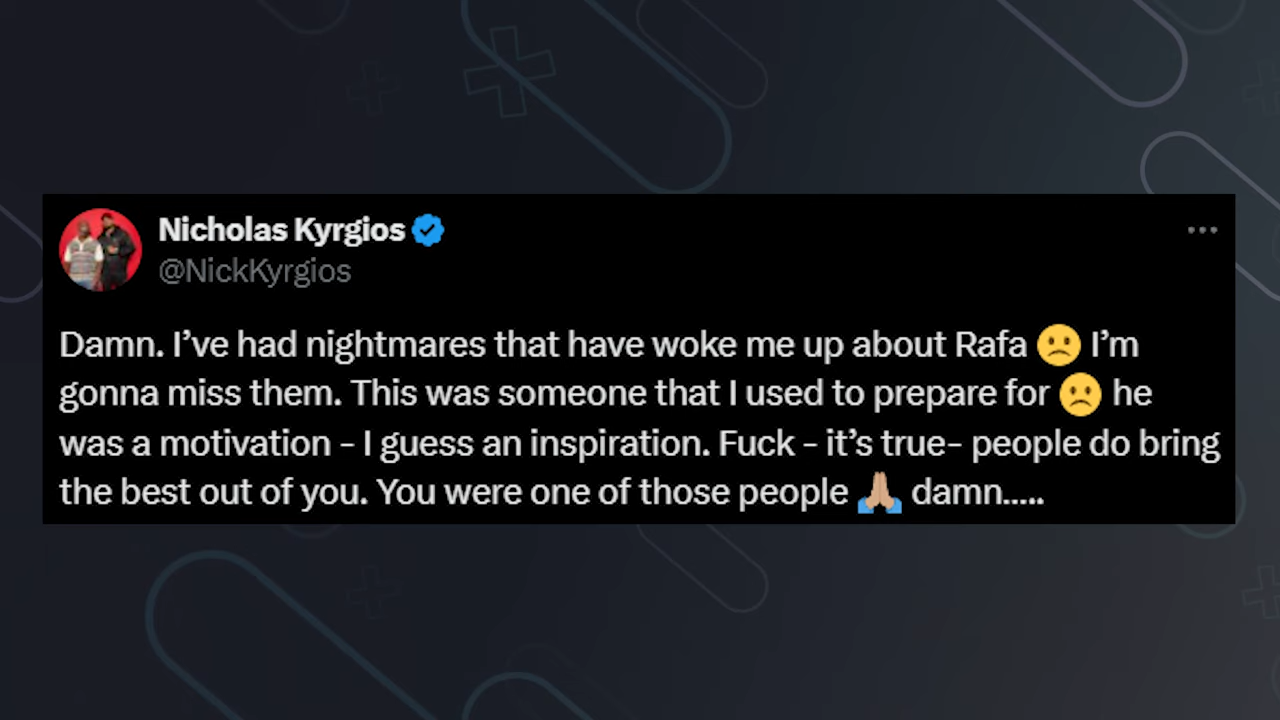 Nicholas Kyrgios
@NickKyrgios
Damn. I’ve had nightmares that have woke me up about Rafa 🙁 I’m
gonna miss them. This was someone that I used to prepare for 🙁 he
was a motivation - I guess an inspiration. Fuck - it’s true- people do bring
the best out of you. You were one of those people 🙏🏼 damn.....